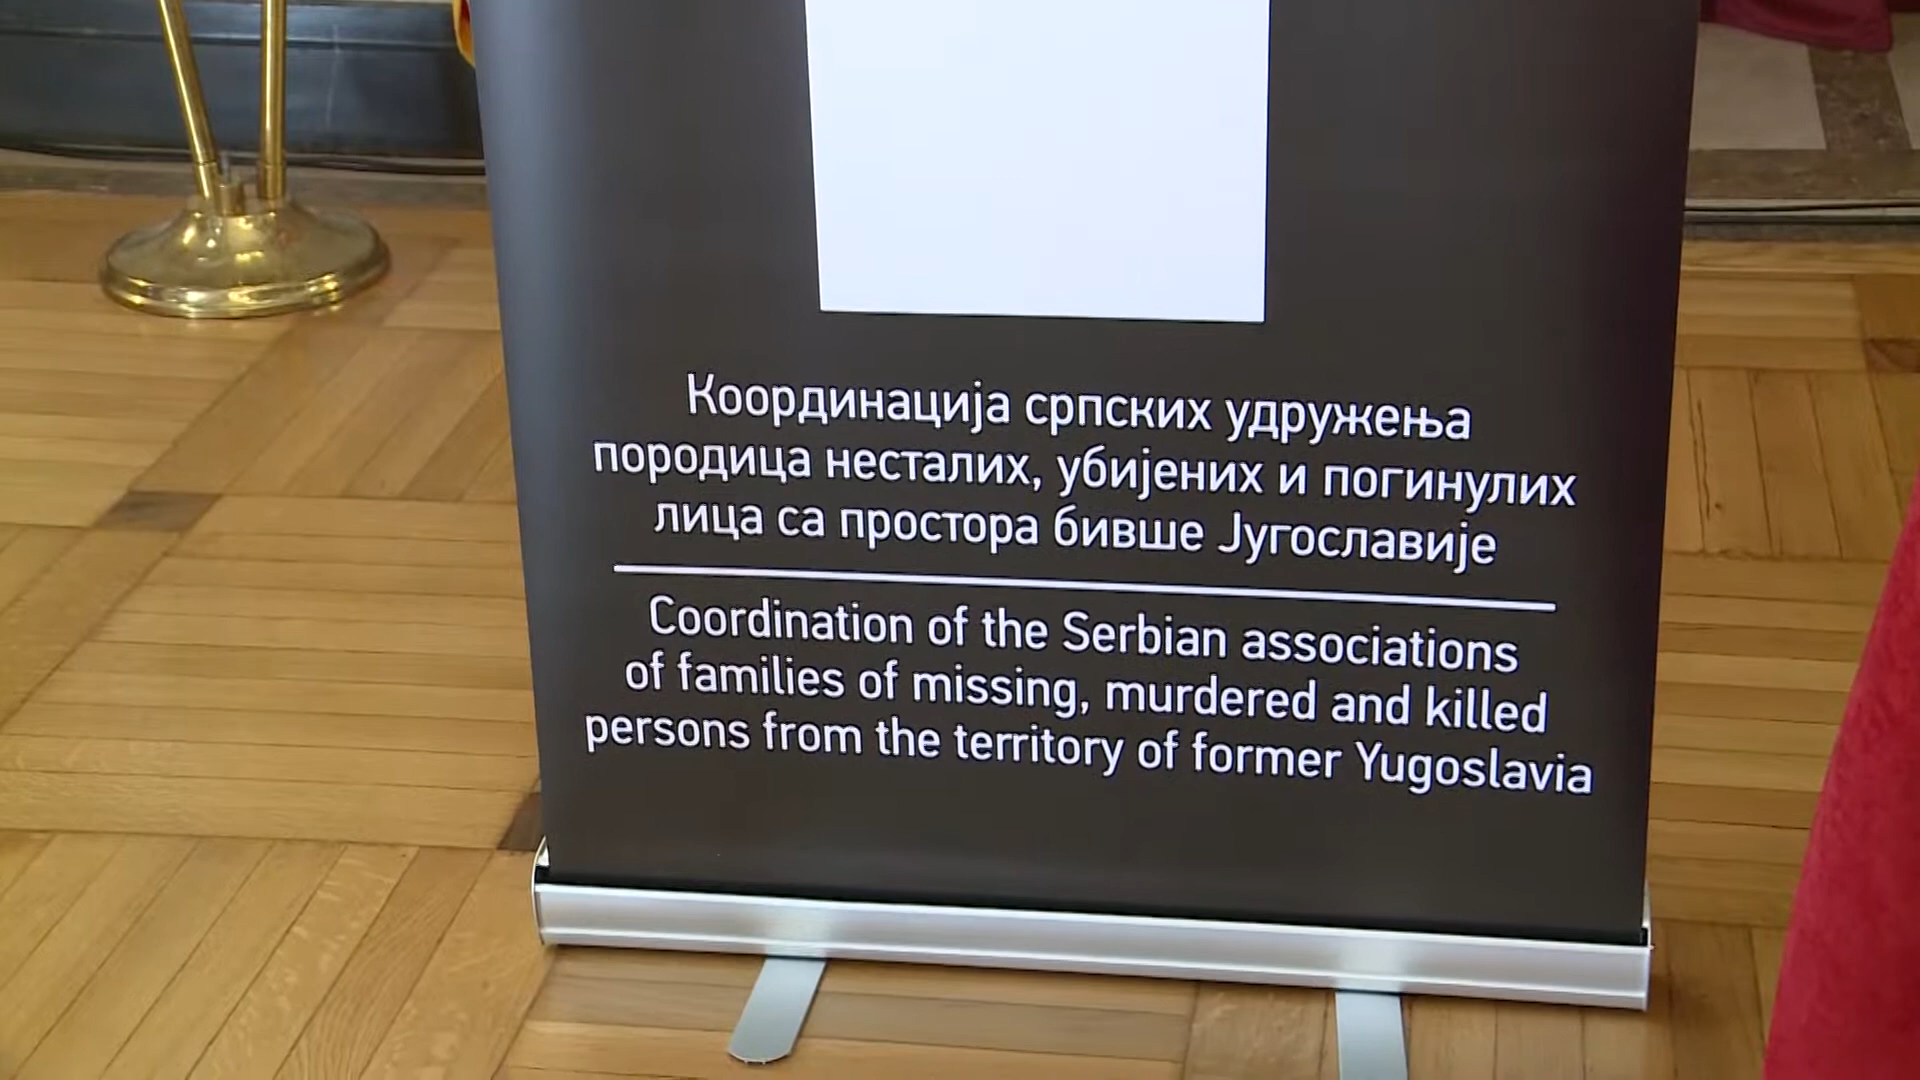 Координација српских удружења
породица несталих, убијених и погинулих
лица са простора бивше Југославије
Coordination of the Serbian associations
of families of missing, murdered and killed
persons from the territory of former Yugoslavia